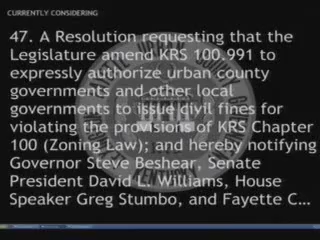 CURRENTLY CONSIDERING
47. A Resolution requesting that the
Legislature amend KRS 100.991 to
expressly authorize urban county
governments and other local
governments to issue civil fines for
violating the provisions of KRS Chapter
100 (Zoning Law); and hereby notifying
Governor Steve Beshear, Senate
President David L. Williams, House
Speaker Greg Stumbo, and Fayette C...